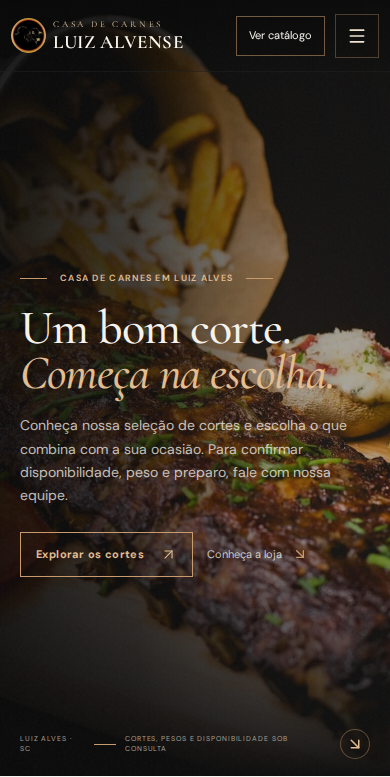 CASA DE CARNES
LUIZ ALVENSE
Ver catálogo
CASA DE CARNES EM LUIZ ALVES
Um bom corte.
Começa na escolha.
Conheça nossa seleção de cortes e escolha o que
combina com a sua ocasião. Para confirmar
disponibilidade, peso e preparo, fale com nossa
equipe.
Explorar os cortes
Conheça a loja
LUIZ ALVES ·
SC
CORTES, PESOS E DISPONIBILIDADE SOB
CONSULTA